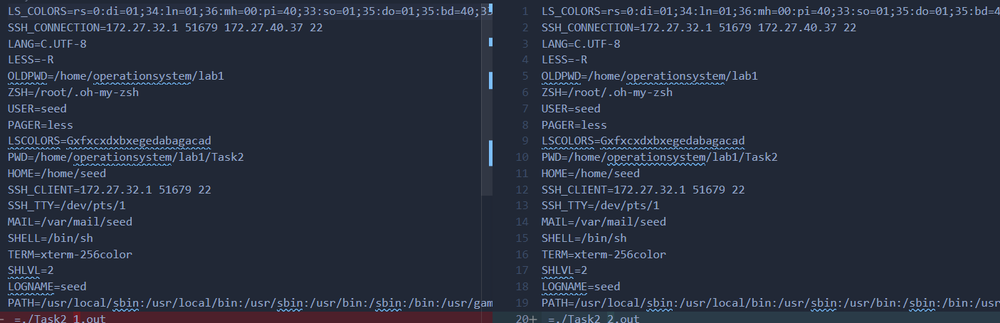 LS_COLORS=rs=0:di=01;34:ln=01;36:mh=00:pi=40;33:so=01;35:do=01;35:bd=40;33
SSH_CONNECTION=172.27.32.1 51679 172.27.40.37 22
LANG=C.UTF-8
LESS=-R
OLDPWD=/home/operationsystem/lab1
ZSH=/root/.oh-my-zsh
USER=seed
PAGER=less
LSCOLORS=Gxfxcxdxbxegedabagacad
PWD=/home/operationsystem/lab1/Task2
HOME=/home/seed
SSH_CLIENT=172.27.32.1 51679 22
SSH_TTY=/dev/pts/1
MAIL=/var/mail/seed
SHELL=/bin/sh
TERM=xterm-256color
SHLVL=2
LOGNAME=seed
PATH=/usr/local/sbin:/usr/local/bin:/usr/sbin:/usr/bin:/sbin:/bin:/usr/gam
- _=./Task2_1.out
1 LS_COLORS=rs=0:di=01;34:ln=01;36:mh=00:pi=40;33:so=01;35:do=01;35:bd=4
2 SSH_CONNECTION=172.27.32.1 51679 172.27.40.37 22
3 LANG=C.UTF-8
4 LESS=-R
5 OLDPWD=/home/operationsystem/lab1
6 ZSH=/root/.oh-my-zsh
7 USER=seed
8 PAGER=less
9 LSCOLORS=Gxfxcxdxbxegedabagacad
10 PWD=/home/operationsystem/lab1/Task2
11 HOME=/home/seed
12 SSH_CLIENT=172.27.32.1 51679 22
13 SSH_TTY=/dev/pts/1
14 MAIL=/var/mail/seed
15 SHELL=/bin/sh
16 TERM=xterm-256color
17 SHLVL=2
18 LOGNAME=seed
19 PATH=/usr/local/sbin:/usr/local/bin:/usr/sbin:/usr/bin:/sbin:/bin:/usr
20+ _=./Task2_2.out